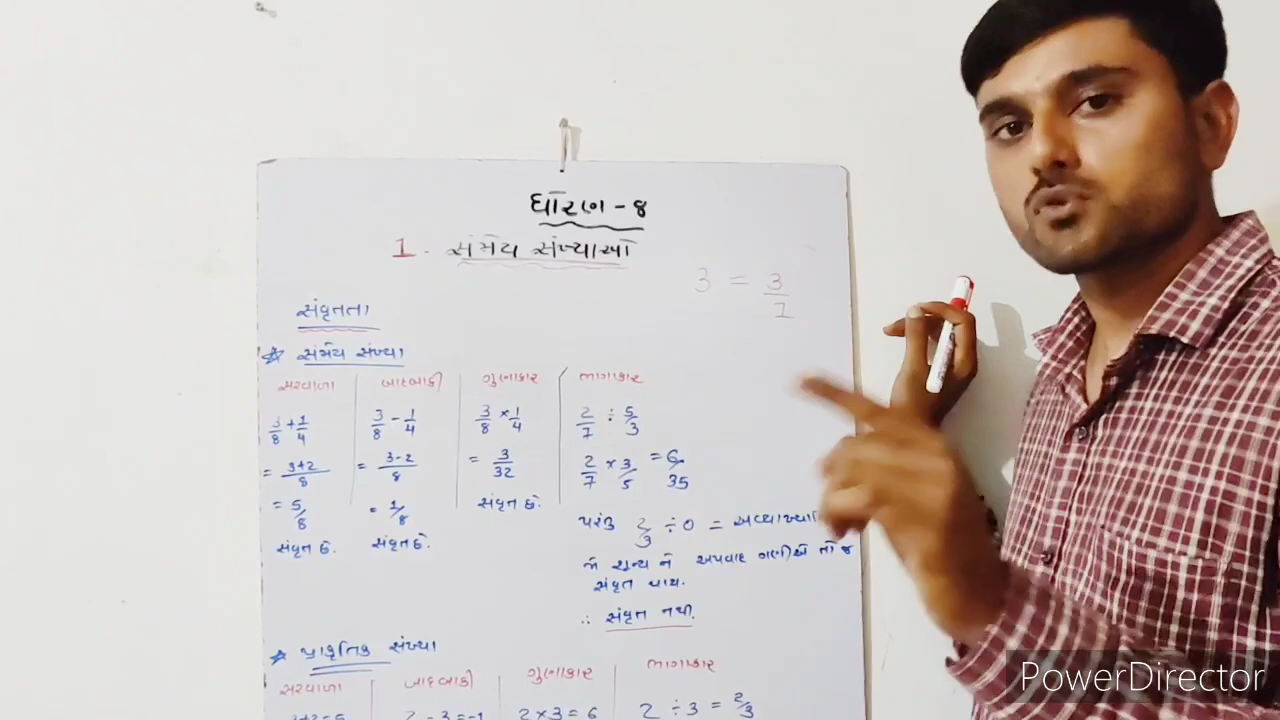 ધોરણ - ૪
1. સંમેય સંખ્યાઓ
3 = 3/1
સંવૃતતા
★ સંમેય સંખ્યા
સરવાળા બાદબાકી ગુણાકાર ભાગાકાર
3/8 + 1/4 3/8 - 1/4 3/8 × 1/4 2/7 ÷ 5/3
= 3+2/8 = 3-2/8 = 3/32 2/7 × 3/5 = 6/35
= 5/8 = 1/8 સંવૃત છે.
સંવૃત છે. સંવૃત છે.
પરંતુ 2/3 ÷ 0 =
જો શૂન્ય ને અપવાદ ગણીએ તો જ
સંવૃત થાય.
∴ સંવૃત નથી.
★ પ્રાકૃતિક સંખ્યા
સરવાળા બાદબાકી ગુણાકાર ભાગાકાર
2 - 3 = -1 2 × 3 = 6 2 ÷ 3 = 2/3
PowerDirector